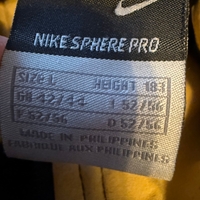 NIKE SPHERE PRO
SIZE L HEIGHT 183
GB 42/44 I 52/56
F 52/56 D 52/56
MADE IN PHILIPPINES
FABRIQUE AUX PHILIPPINES